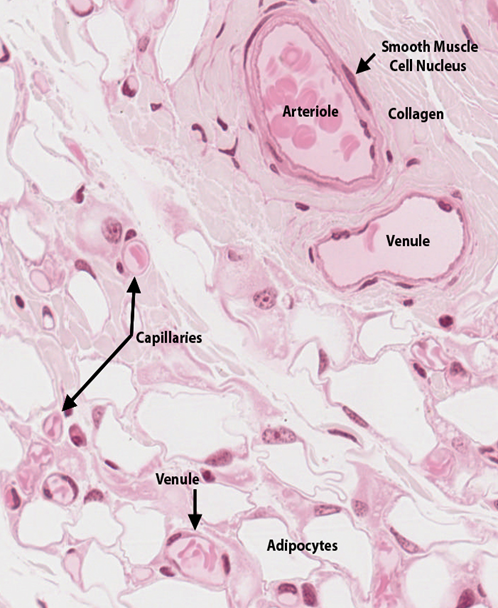 Smooth Muscle
Cell Nucleus
Arteriole
Collagen
Venule
Capillaries
Venule
Adipocytes